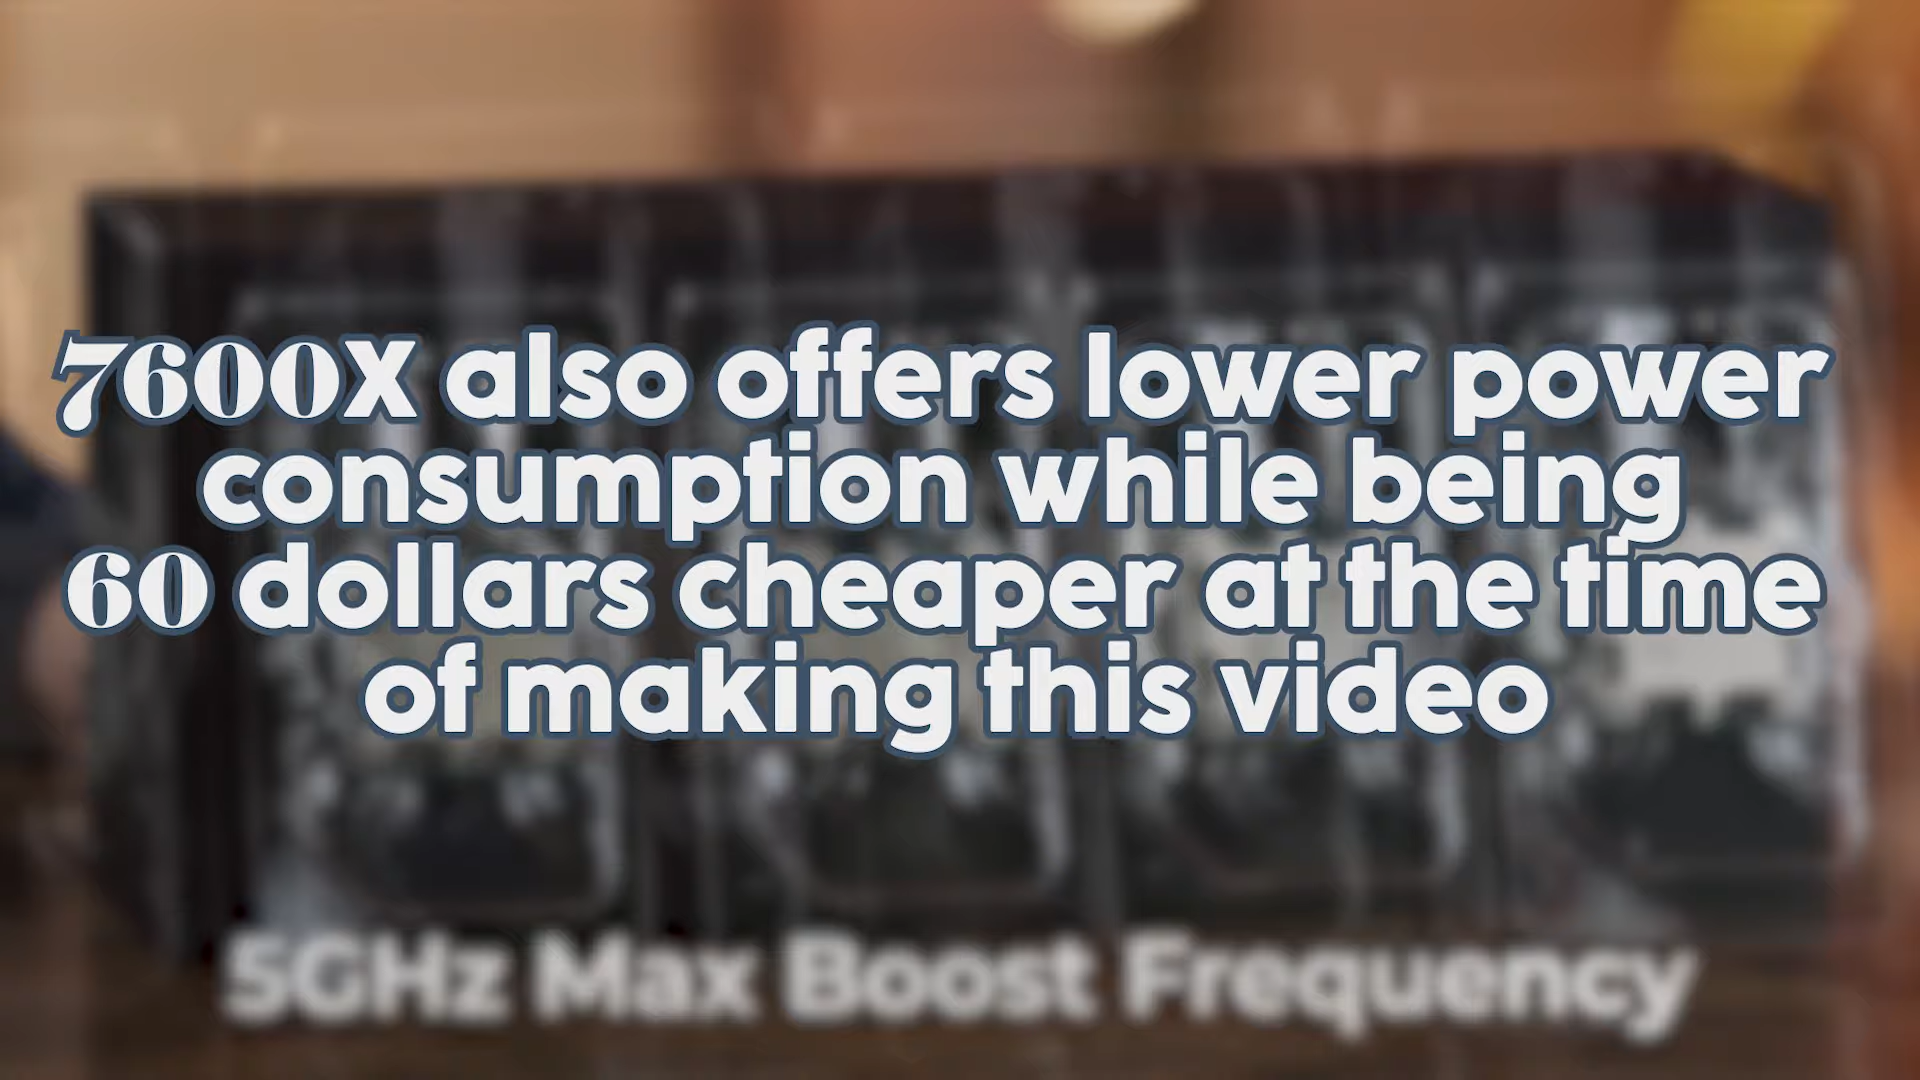 7600X also offers lower power
consumption while being
60 dollars cheaper at the time
of making this video
5GHz Max Boost Frequency